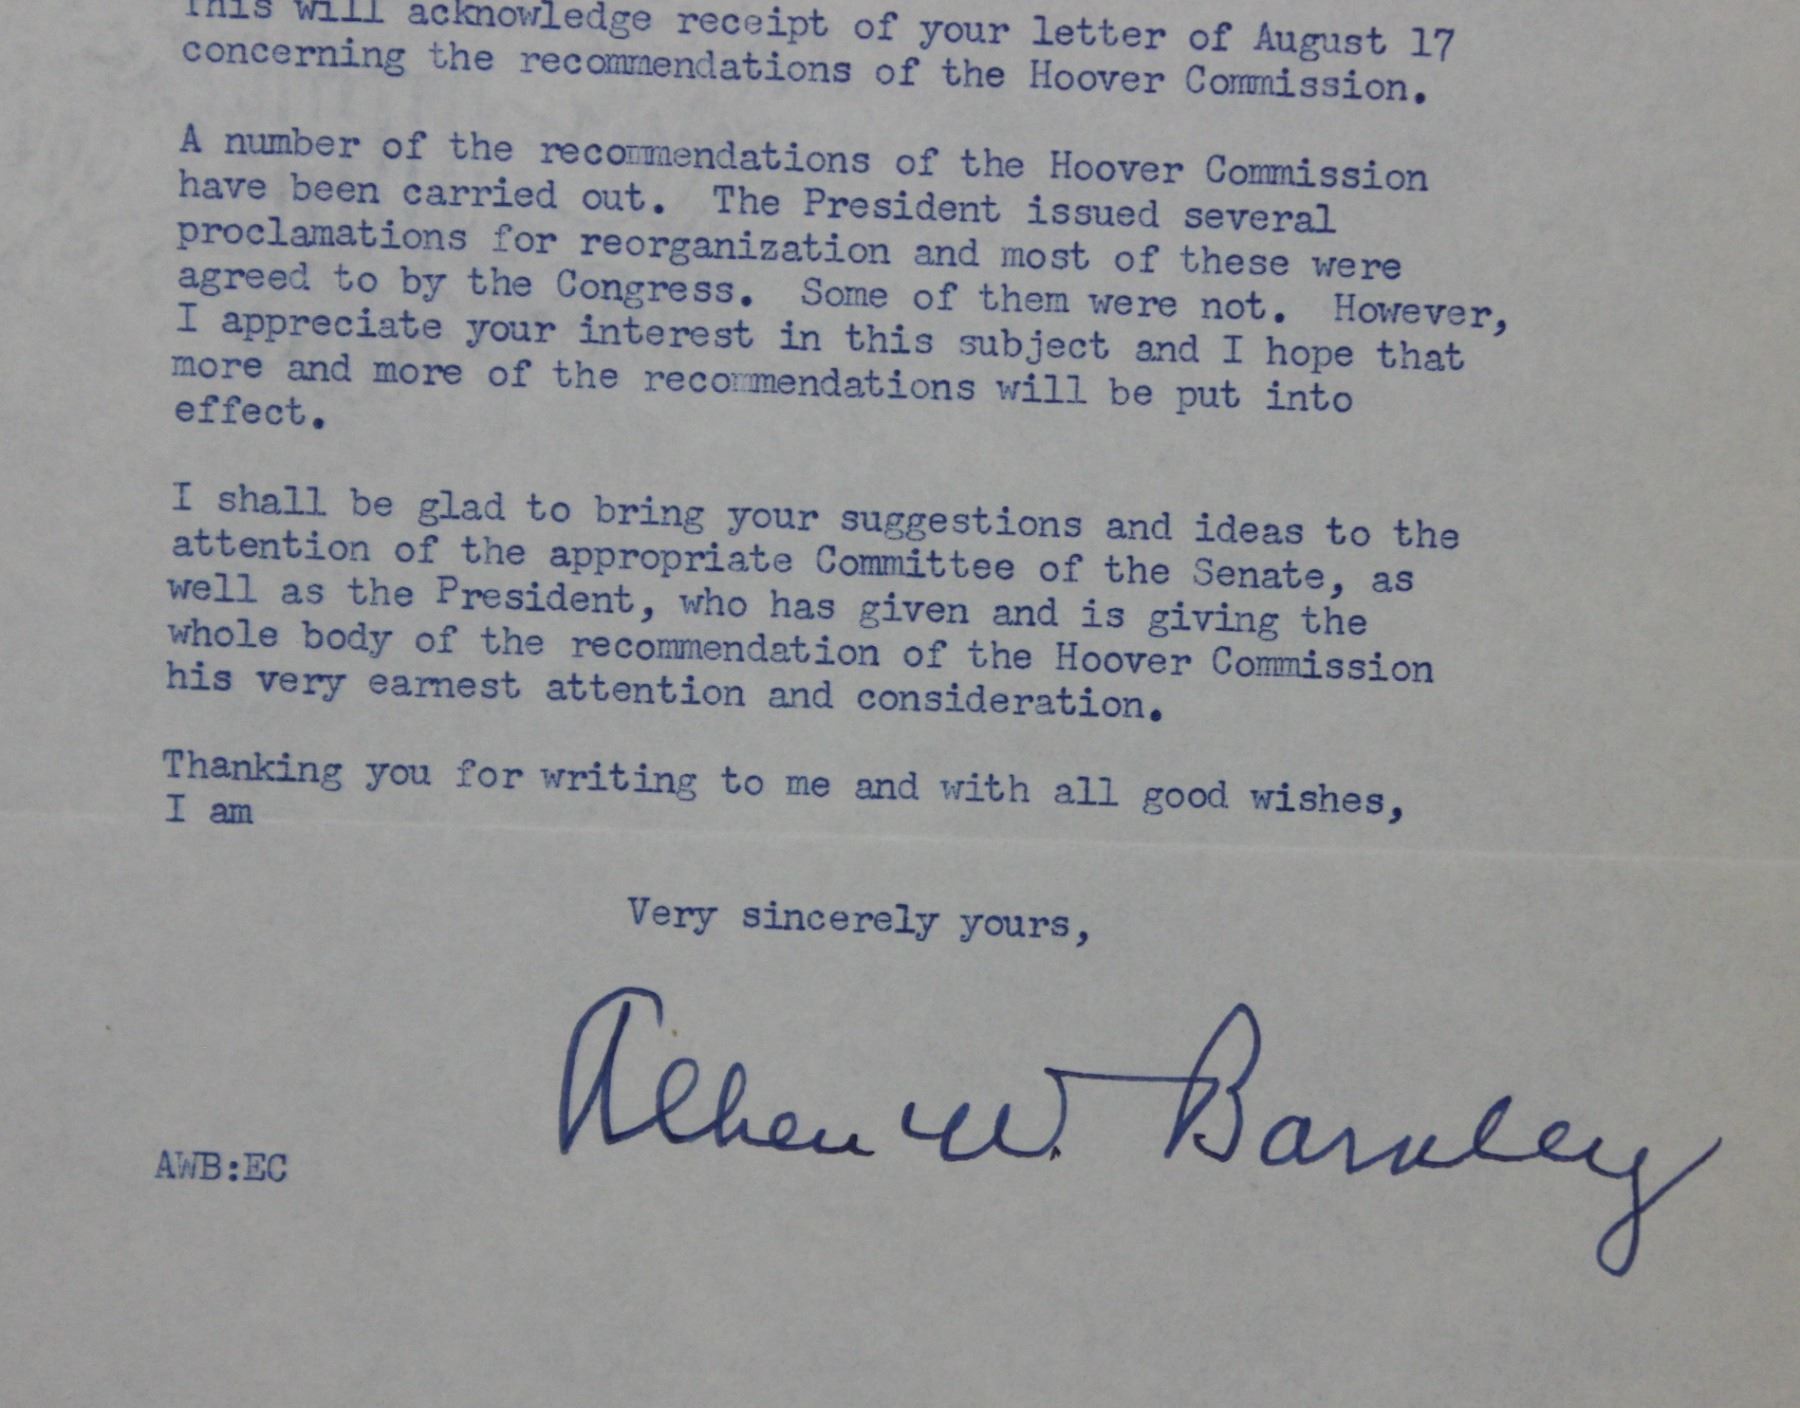 This will acknowledge receipt of your letter of August 17
concerning the recommendations of the Hoover Commission.
A number of the recommendations of the Hoover Commission
have been carried out. The President issued several
proclamations for reorganization and most of these were
agreed to by the Congress. Some of them were not. However,
I appreciate your interest in this subject and I hope that
more and more of the recommendations will be put into
effect.
I shall be glad to bring your suggestions and ideas to the
attention of the appropriate Committee of the Senate, as
well as the President, who has given and is giving the
whole body of the recommendation of the Hoover Commission
his very earnest attention and consideration.
Thanking you for writing to me and with all good wishes,
I am
Very sincerely yours,
Alben W. Barkley
AWB:EC